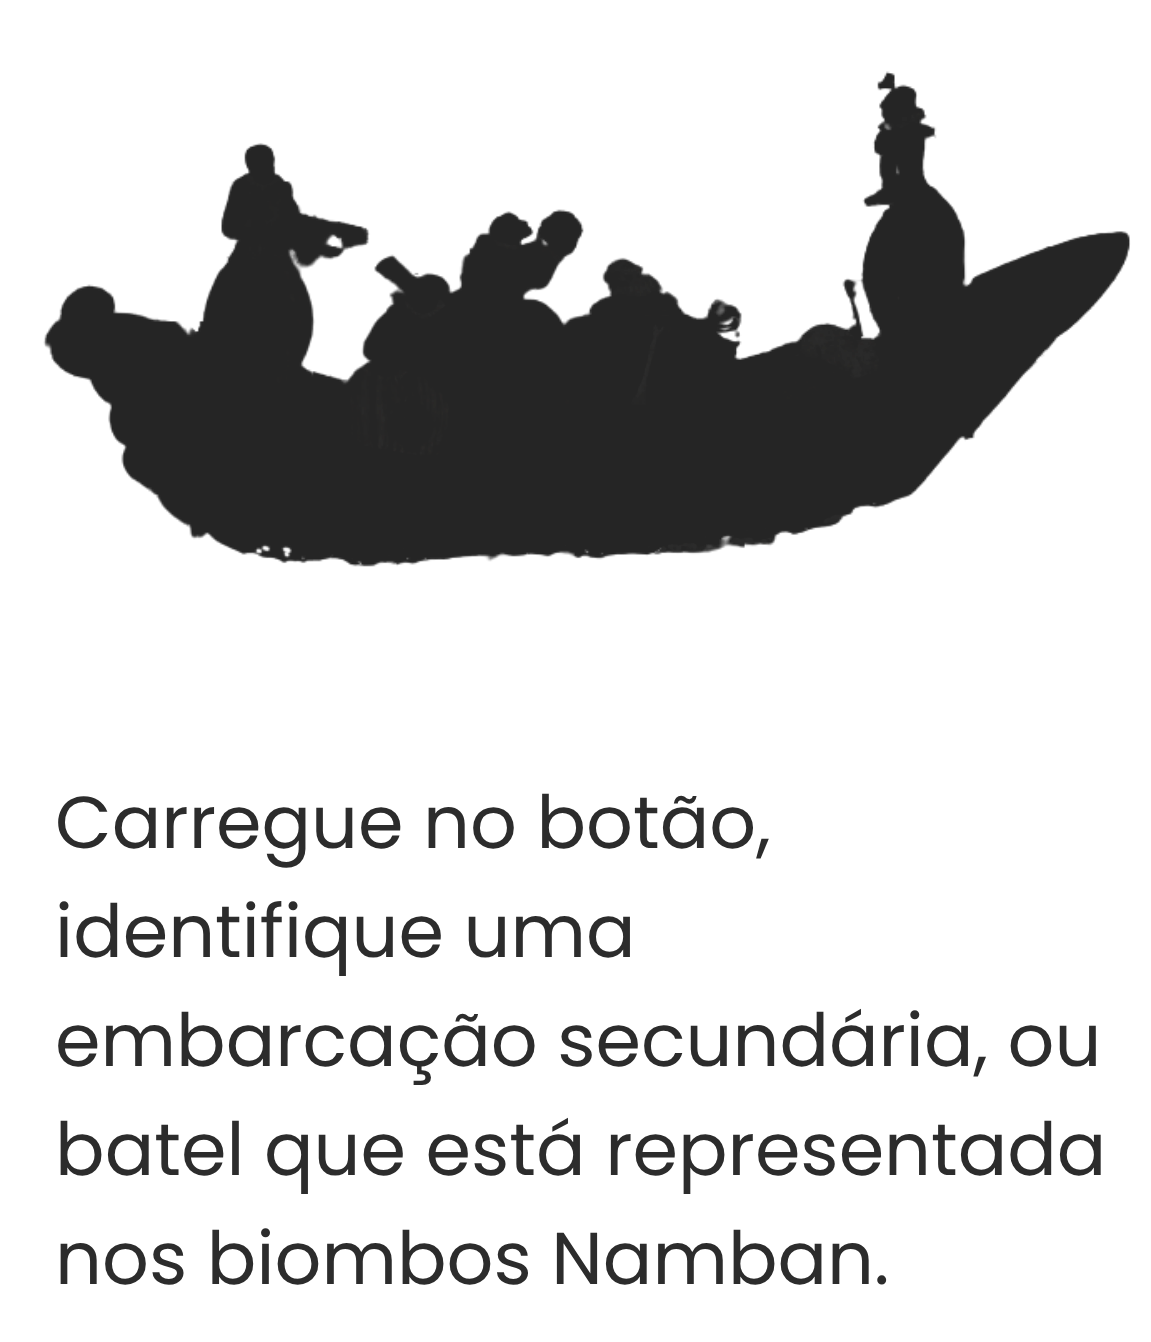 Carregue no botão,
identifique uma
embarcação secundária, ou
batel que está representada
nos biombos Namban.